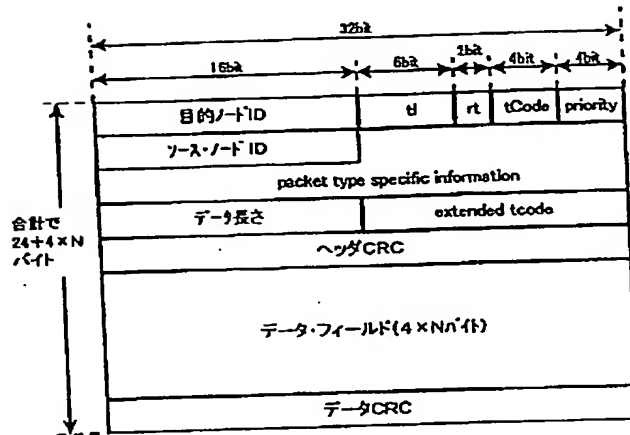 32bit
16bit 6bit 2bit 4bit 4bit
目的ノードID tl rt tCode priority
ソース・ノードID
packet type specific information
データ長さ extended tcode
合計で
24+4×N
バイト
ヘッダCRC
データ・フィールド(4×Nバイト)
データCRC